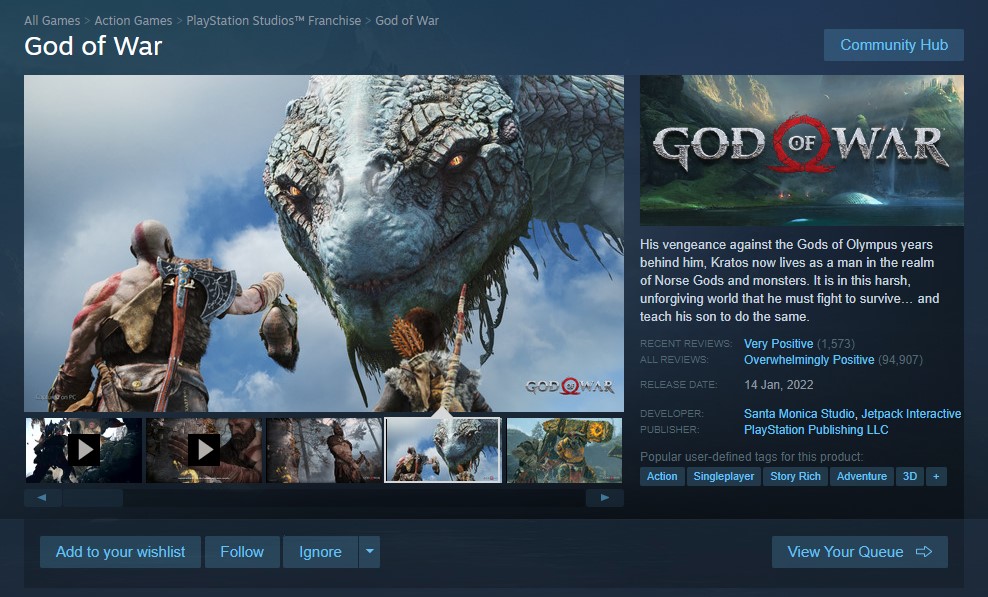 All Games > Action Games > PlayStation Studios™ Franchise > God of War
God of War
Community Hub
GOD OF WAR
GOD OF WAR
His vengeance against the Gods of Olympus years
behind him, Kratos now lives as a man in the realm
of Norse Gods and monsters. It is in this harsh,
unforgiving world that he must fight to survive… and
teach his son to do the same.
RECENT REVIEWS: Very Positive (1,573)
ALL REVIEWS: Overwhelmingly Positive (94,907)
RELEASE DATE: 14 Jan, 2022
DEVELOPER: Santa Monica Studio, Jetpack Interactive
PUBLISHER: PlayStation Publishing LLC
Popular user-defined tags for this product:
Action Singleplayer Story Rich Adventure 3D +
Add to your wishlist Follow Ignore View Your Queue